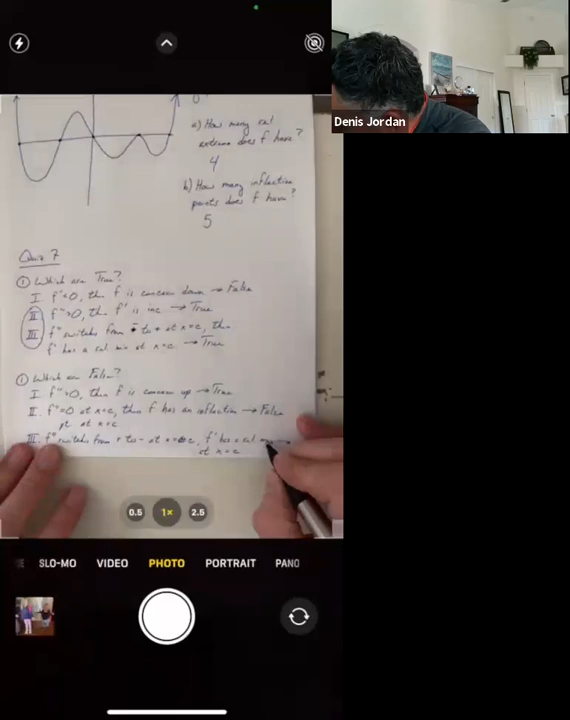 Denis Jordan
a) How many rel
extrema does f have?
4
b) How many inflection
points does f have?
5
Quiz 7
① Which are True?
I f'<0, then f is concave down → False
II f">0, then f' is inc → True
III f" switches from - to + at x=c, then
f' has a rel min at x=c → True
① Which are False?
I. f">0, then f is concave up → True
II. f"=0 at x=c, then f has an inflection → False
pt at x=c
III. f" switches from + to - at x=c, f' has a rel
at x=c
0.5 1× 2.5
SLO-MO VIDEO PHOTO PORTRAIT PANO